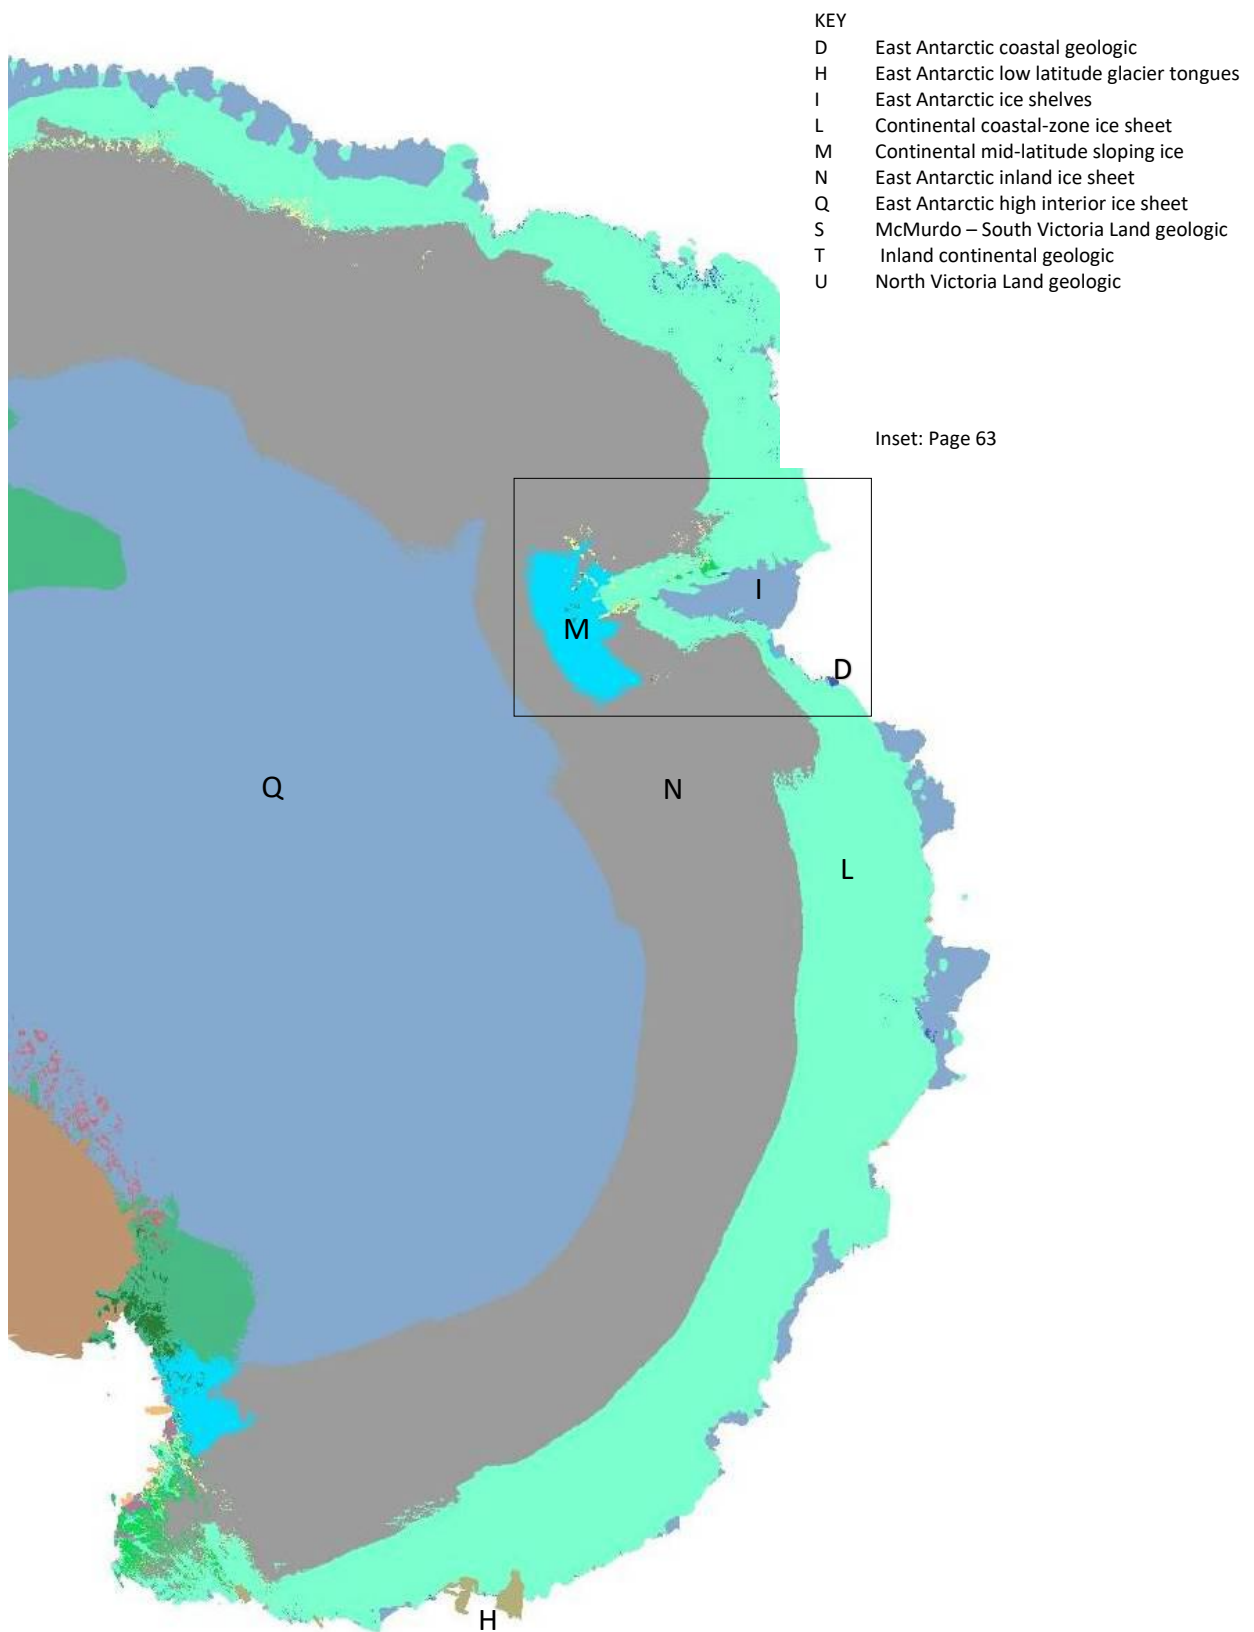 KEY
D East Antarctic coastal geologic
H East Antarctic low latitude glacier tongues
I East Antarctic ice shelves
L Continental coastal-zone ice sheet
M Continental mid-latitude sloping ice
N East Antarctic inland ice sheet
Q East Antarctic high interior ice sheet
S McMurdo – South Victoria Land geologic
T Inland continental geologic
U North Victoria Land geologic
Inset: Page 63
I
M
D
Q
N
L
H